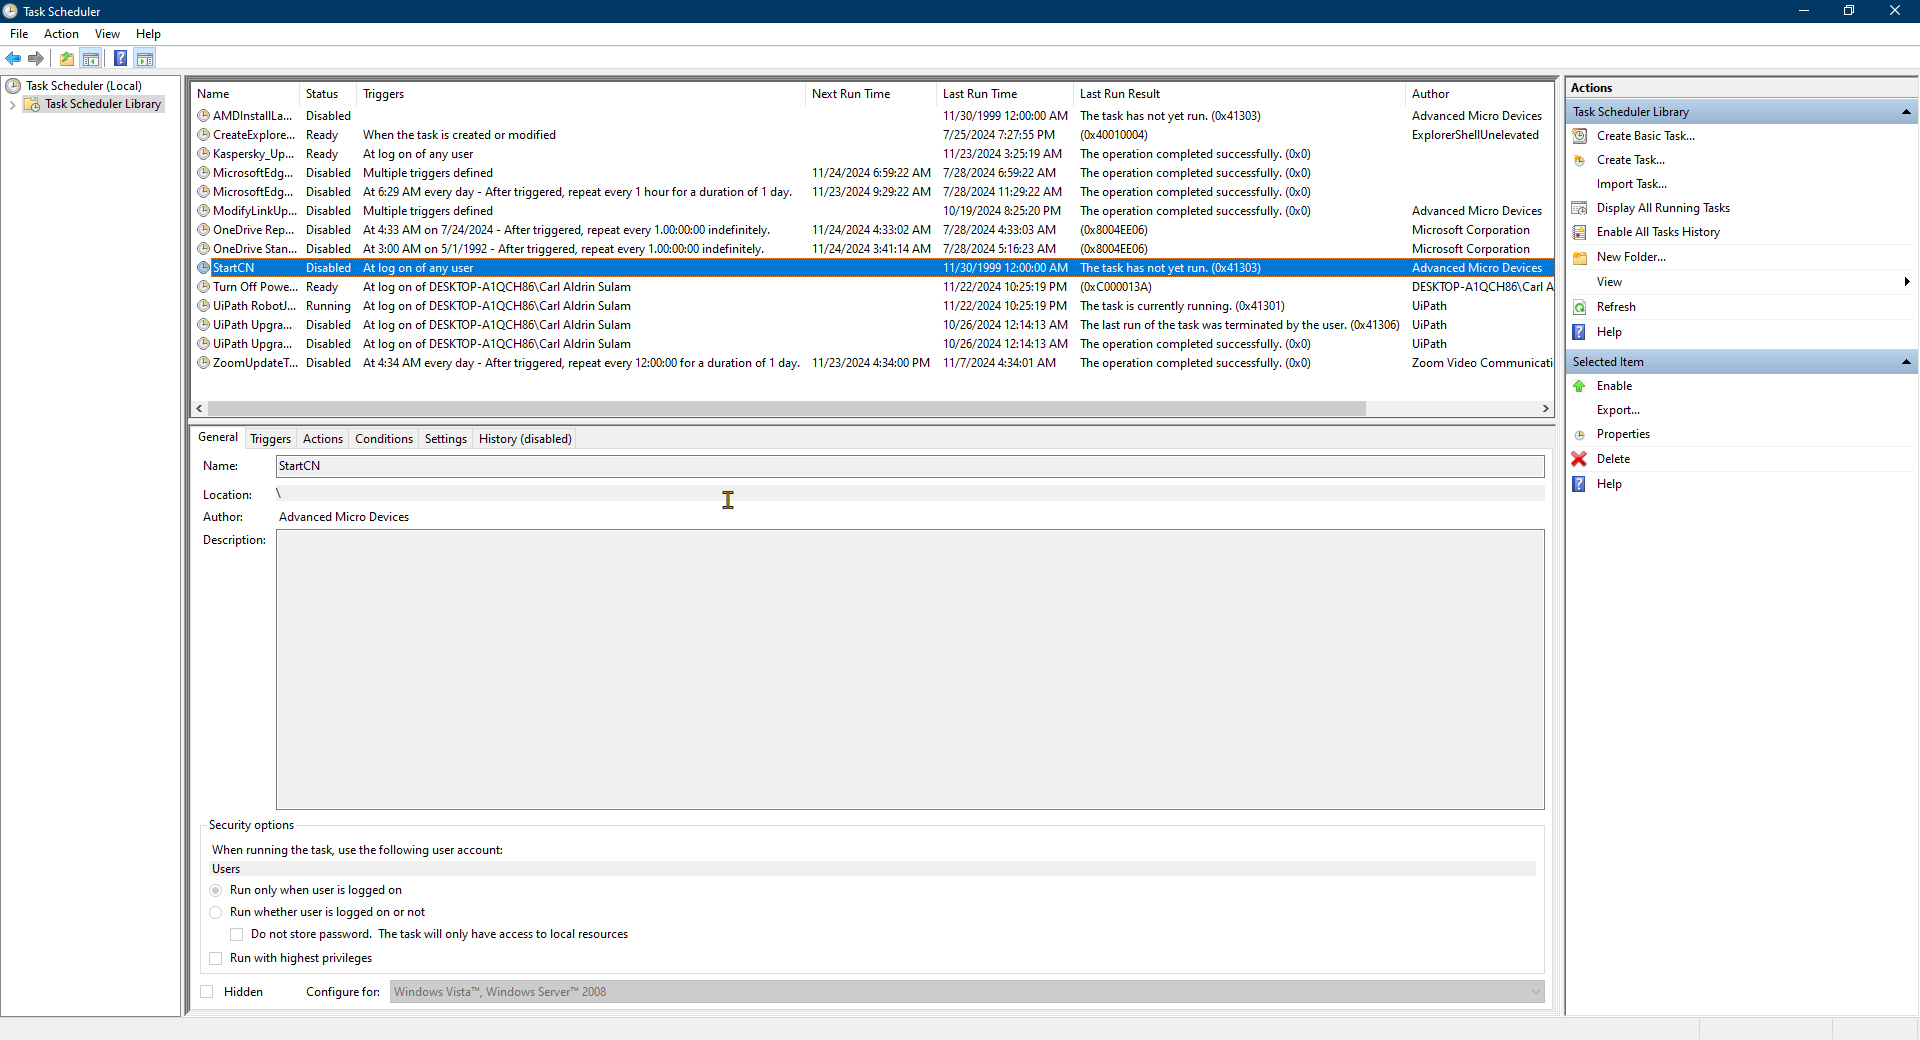 Task Scheduler
File Action View Help
Task Scheduler (Local)
Task Scheduler Library
Name Status Triggers Next Run Time Last Run Time Last Run Result Author
AMDInstallLa... Disabled 11/30/1999 12:00:00 AM The task has not yet run. (0x41303) Advanced Micro Devices
CreateExplore... Ready When the task is created or modified 7/25/2024 7:27:55 PM (0x40010004) ExplorerShellUnelevated
Kaspersky_Up... Ready At log on of any user 11/23/2024 3:25:19 AM The operation completed successfully. (0x0)
MicrosoftEdg... Disabled Multiple triggers defined 11/24/2024 6:59:22 AM 7/28/2024 6:59:22 AM The operation completed successfully. (0x0)
MicrosoftEdg... Disabled At 6:29 AM every day - After triggered, repeat every 1 hour for a duration of 1 day. 11/23/2024 9:29:22 AM 7/28/2024 11:29:22 AM The operation completed successfully. (0x0)
ModifyLinkUp... Disabled Multiple triggers defined 10/19/2024 8:25:20 PM The operation completed successfully. (0x0) Advanced Micro Devices
OneDrive Rep... Disabled At 4:33 AM on 7/24/2024 - After triggered, repeat every 1.00:00:00 indefinitely. 11/24/2024 4:33:02 AM 7/28/2024 4:33:03 AM (0x8004EE06) Microsoft Corporation
OneDrive Stan... Disabled At 3:00 AM on 5/1/1992 - After triggered, repeat every 1.00:00:00 indefinitely. 11/24/2024 3:41:14 AM 7/28/2024 5:16:23 AM (0x8004EE06) Microsoft Corporation
StartCN Disabled At log on of any user 11/30/1999 12:00:00 AM The task has not yet run. (0x41303) Advanced Micro Devices
Turn Off Powe... Ready At log on of DESKTOP-A1QCH86\Carl Aldrin Sulam 11/22/2024 10:25:19 PM (0xC000013A) DESKTOP-A1QCH86\Carl A
UiPath RobotJ... Running At log on of DESKTOP-A1QCH86\Carl Aldrin Sulam 11/22/2024 10:25:19 PM The task is currently running. (0x41301) UiPath
UiPath Upgra... Disabled At log on of DESKTOP-A1QCH86\Carl Aldrin Sulam 10/26/2024 12:14:13 AM The last run of the task was terminated by the user. (0x41306) UiPath
UiPath Upgra... Disabled At log on of DESKTOP-A1QCH86\Carl Aldrin Sulam 10/26/2024 12:14:13 AM The operation completed successfully. (0x0) UiPath
ZoomUpdateT... Disabled At 4:34 AM every day - After triggered, repeat every 12:00:00 for a duration of 1 day. 11/23/2024 4:34:00 PM 11/7/2024 4:34:01 AM The operation completed successfully. (0x0) Zoom Video Communicati
General Triggers Actions Conditions Settings History (disabled)
Name: StartCN
Location: \
Author: Advanced Micro Devices
Description:
Security options
When running the task, use the following user account:
Users
Run only when user is logged on
Run whether user is logged on or not
Do not store password. The task will only have access to local resources
Run with highest privileges
Hidden Configure for: Windows Vista™, Windows Server™ 2008
Actions
Task Scheduler Library
Create Basic Task...
Create Task...
Import Task...
Display All Running Tasks
Enable All Tasks History
New Folder...
View
Refresh
Help
Selected Item
Enable
Export...
Properties
Delete
Help